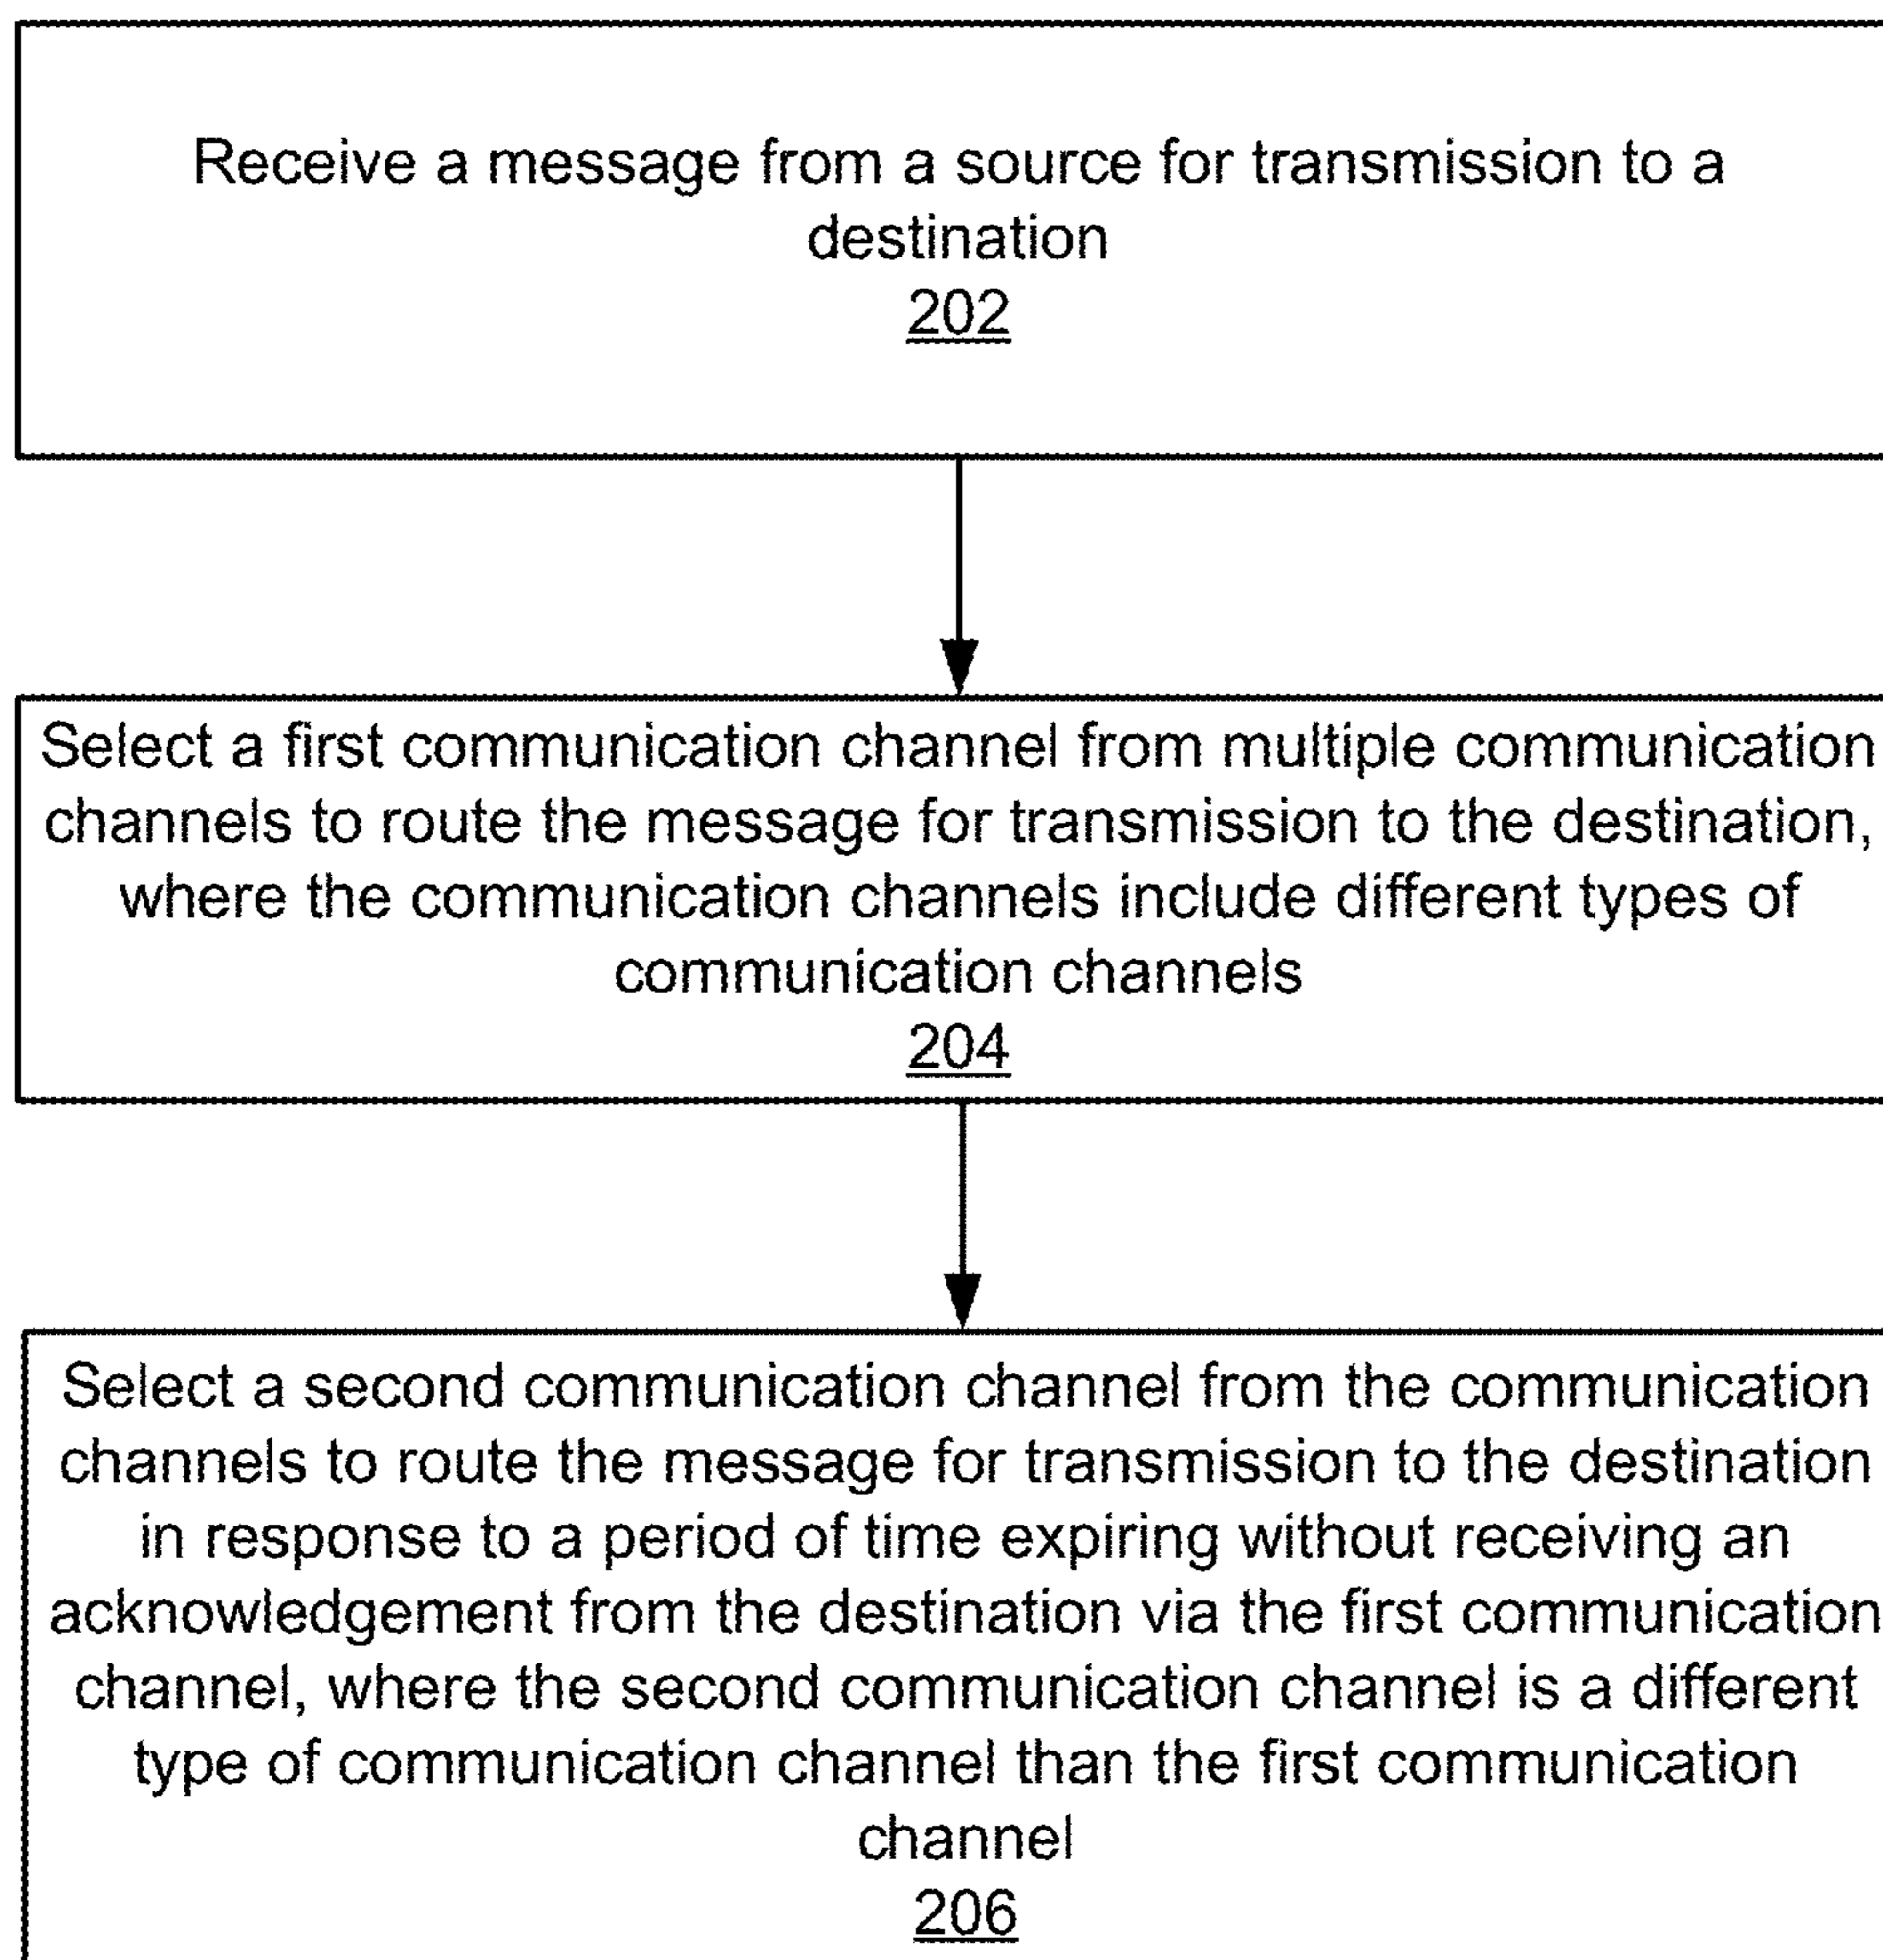 Receive a message from a source for transmission to a
destination
202
Select a first communication channel from multiple communication
channels to route the message for transmission to the destination,
where the communication channels include different types of
communication channels
204
Select a second communication channel from the communication
channels to route the message for transmission to the destination
in response to a period of time expiring without receiving an
acknowledgement from the destination via the first communication
channel, where the second communication channel is a different
type of communication channel than the first communication
channel
206